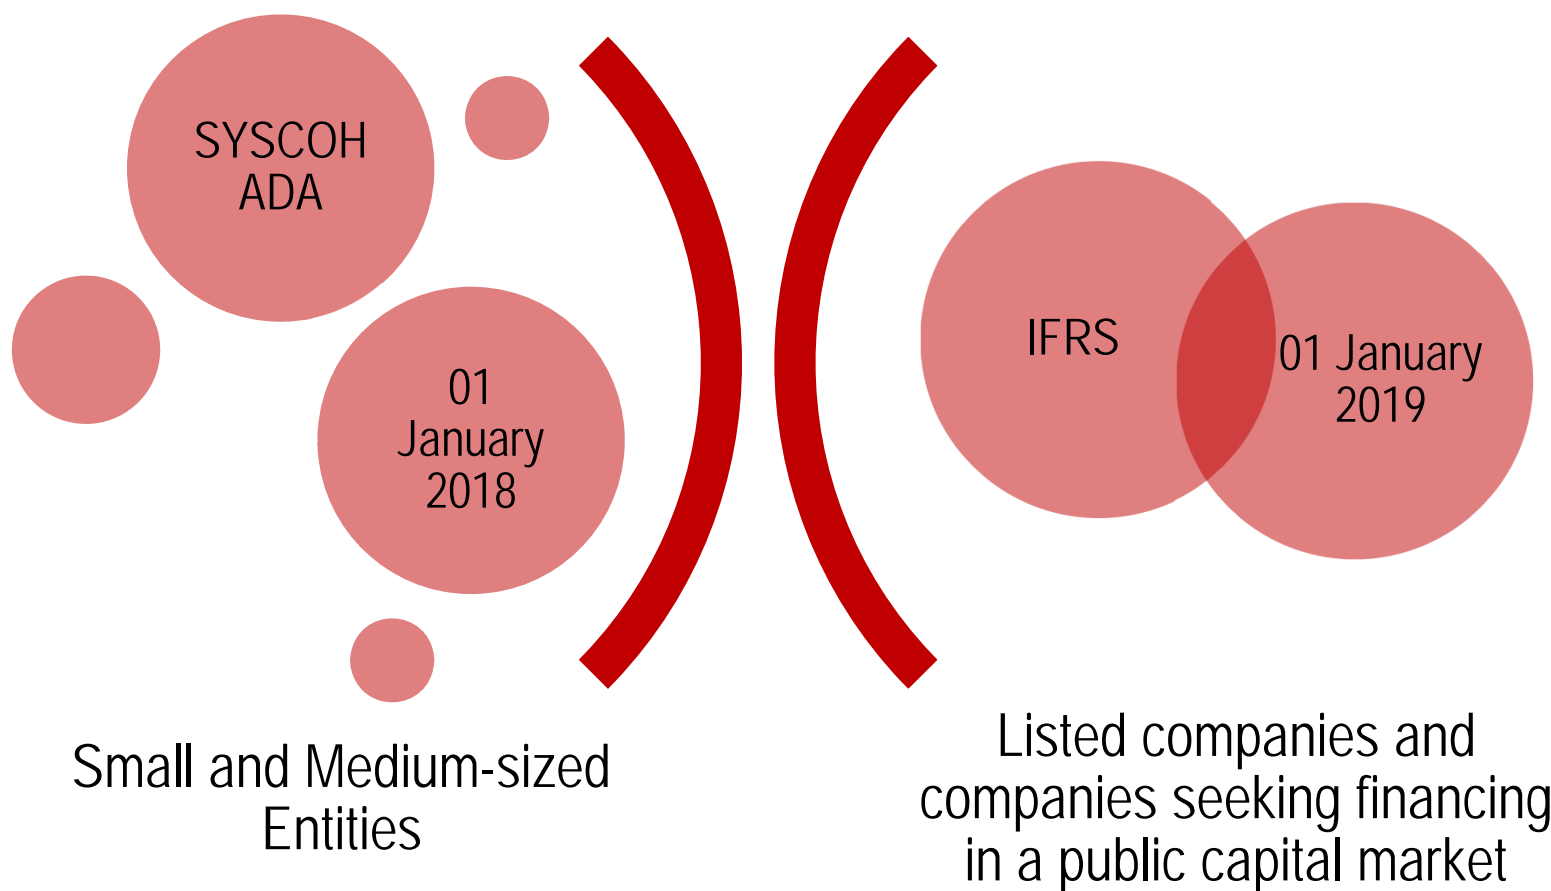 SYSCOH
ADA
01
January
2018
Small and Medium-sized
Entities
IFRS
01 January
2019
Listed companies and
companies seeking financing
in a public capital market